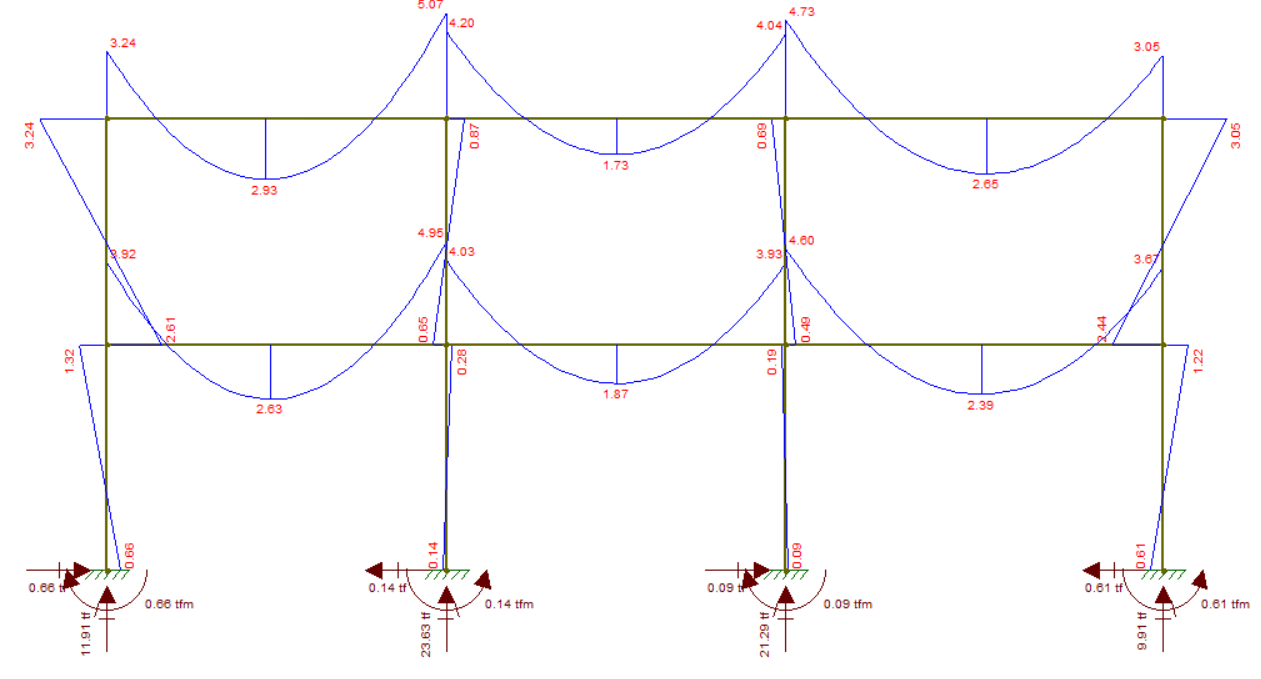 5.07
4.20
4.73
4.04
3.24
3.05
3.24
0.87
0.69
3.05
2.93
1.73
2.65
4.95
4.03
3.93
4.60
3.92
3.67
2.61
0.65
0.49
2.44
1.32
0.28
0.19
1.22
2.63
1.87
2.39
0.66
0.14
0.09
0.61
0.66 tf
0.66 tfm
0.14 tf
0.14 tfm
0.09 tf
0.09 tfm
0.61 tf
0.61 tfm
11.91 tf
23.63 tf
21.29 tf
9.91 tf